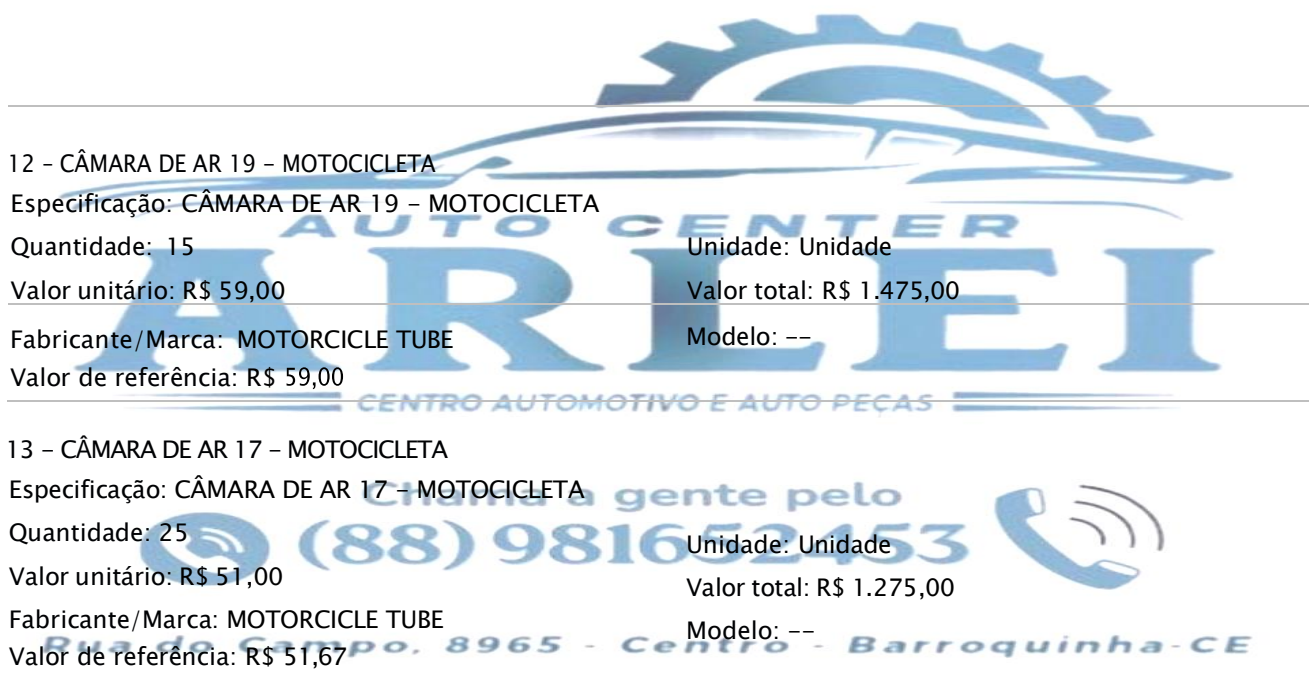 12 – CÂMARA DE AR 19 – MOTOCICLETA
Especificação: CÂMARA DE AR 19 – MOTOCICLETA
AUTO CENTER
Quantidade: 15 Unidade: Unidade
ARLEI
Valor unitário: R$ 59,00 Valor total: R$ 1.475,00
Fabricante/Marca: MOTORCICLE TUBE Modelo: --
Valor de referência: R$ 59,00
CENTRO AUTOMOTIVO E AUTO PEÇAS
13 – CÂMARA DE AR 17 – MOTOCICLETA
Especificação: CÂMARA DE AR 17 – MOTOCICLETA
Chama a gente pelo
Quantidade: 25 Unidade: Unidade
(88) 981652453
Valor unitário: R$ 51,00 Valor total: R$ 1.275,00
Fabricante/Marca: MOTORCICLE TUBE Modelo: --
Rua do Campo, 8965 - Centro - Barroquinha-CE
Valor de referência: R$ 51,67